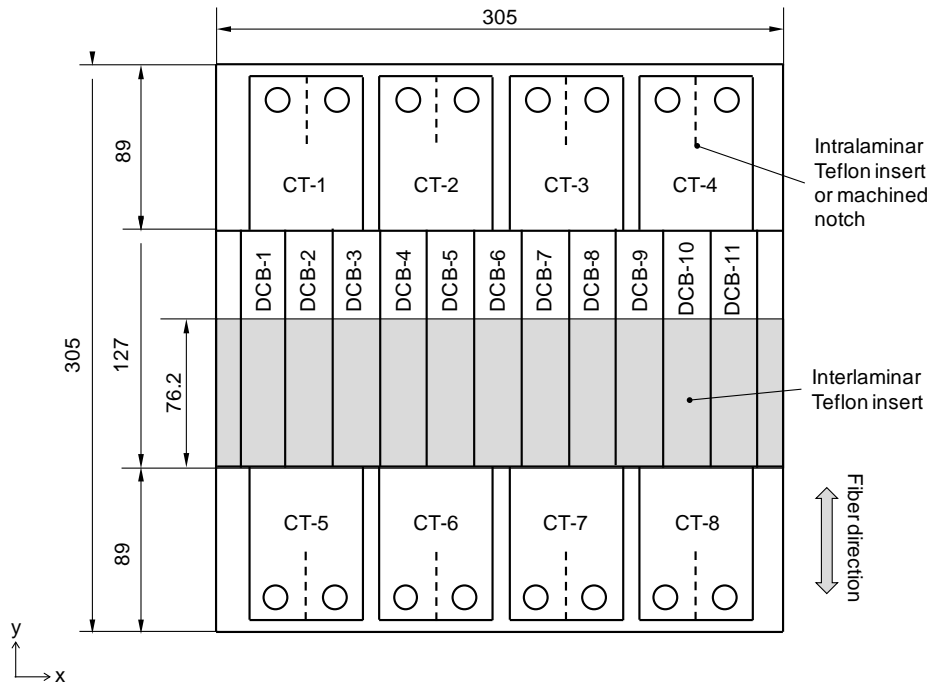 305
89
CT-1
CT-2
CT-3
CT-4
Intralaminar
Teflon insert
or machined
notch
DCB-1
DCB-2
DCB-3
DCB-4
DCB-5
DCB-6
DCB-7
DCB-8
DCB-9
DCB-10
DCB-11
305
127
76.2
Interlaminar
Teflon insert
89
CT-5
CT-6
CT-7
CT-8
Fiber direction
y
x